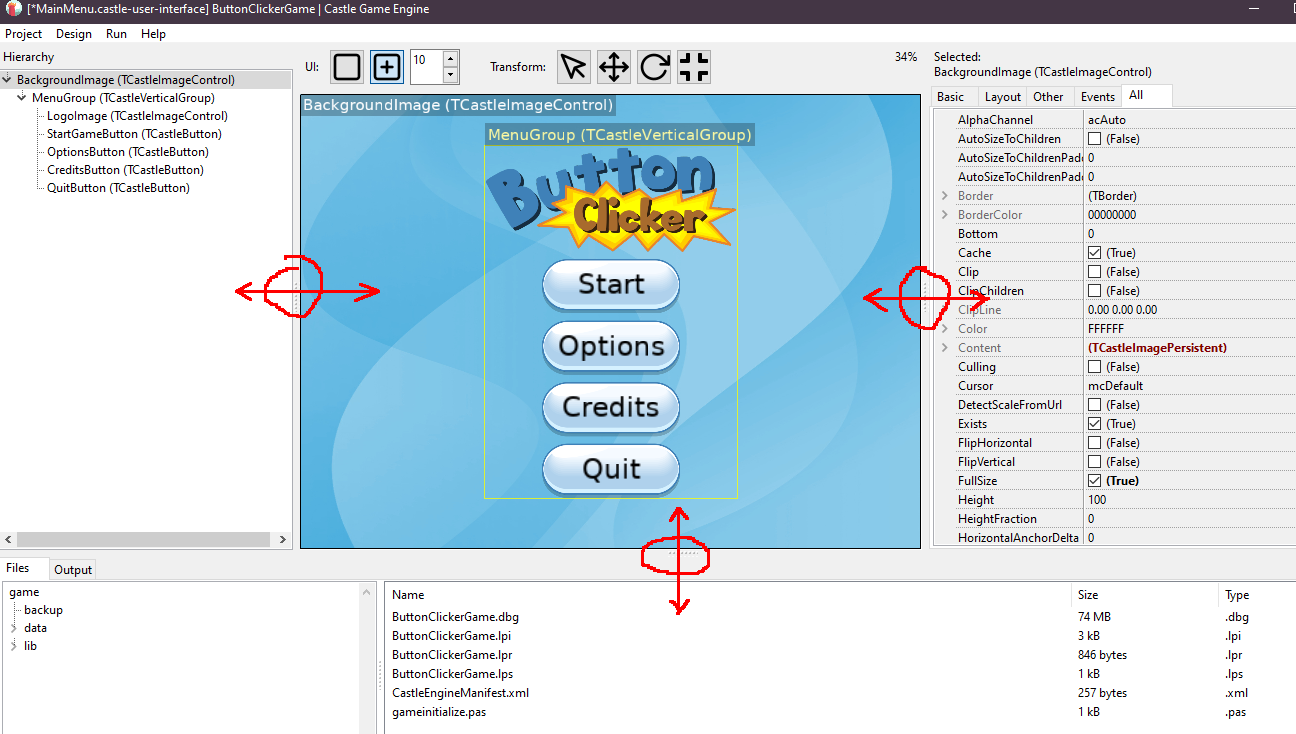 [*MainMenu.castle-user-interface] ButtonClickerGame | Castle Game Engine
Project Design Run Help
Hierarchy
BackgroundImage (TCastleImageControl)
MenuGroup (TCastleVerticalGroup)
LogoImage (TCastleImageControl)
StartGameButton (TCastleButton)
OptionsButton (TCastleButton)
CreditsButton (TCastleButton)
QuitButton (TCastleButton)
UI: 10 Transform: 34%
BackgroundImage (TCastleImageControl)
MenuGroup (TCastleVerticalGroup)
Button
Clicker
Start
Options
Credits
Quit
Selected:
BackgroundImage (TCastleImageControl)
Basic Layout Other Events All
AlphaChannel acAuto
AutoSizeToChildren (False)
AutoSizeToChildrenPadd 0
AutoSizeToChildrenPadd 0
Border (TBorder)
BorderColor 00000000
Bottom 0
Cache (True)
Clip (False)
ClipChildren (False)
ClipLine 0.00 0.00 0.00
Color FFFFFF
Content (TCastleImagePersistent)
Culling (False)
Cursor mcDefault
DetectScaleFromUrl (False)
Exists (True)
FlipHorizontal (False)
FlipVertical (False)
FullSize (True)
Height 100
HeightFraction 0
HorizontalAnchorDelta 0
Files Output
game
backup
data
lib
Name Size Type
ButtonClickerGame.dbg 74 MB .dbg
ButtonClickerGame.lpi 3 kB .lpi
ButtonClickerGame.lpr 846 bytes .lpr
ButtonClickerGame.lps 1 kB .lps
CastleEngineManifest.xml 257 bytes .xml
gameinitialize.pas 1 kB .pas